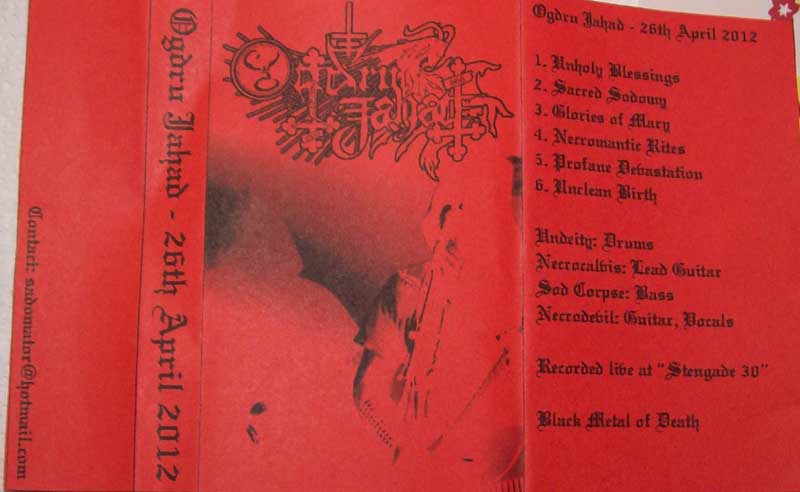 Contact: sadomator@hotmail.com
Ogdru Jahad - 26th April 2012
Ogdru
Jahad
Ogdru Jahad - 26th April 2012
1. Unholy Blessings
2. Sacred Sodomy
3. Glories of Mary
4. Necromantic Rites
5. Profane Devastation
6. Unclean Birth
Undeity: Drums
Necrocalvis: Lead Guitar
Sod Corpse: Bass
Necrodevil: Guitar, Vocals
Recorded live at "Stengade 30"
Black Metal of Death